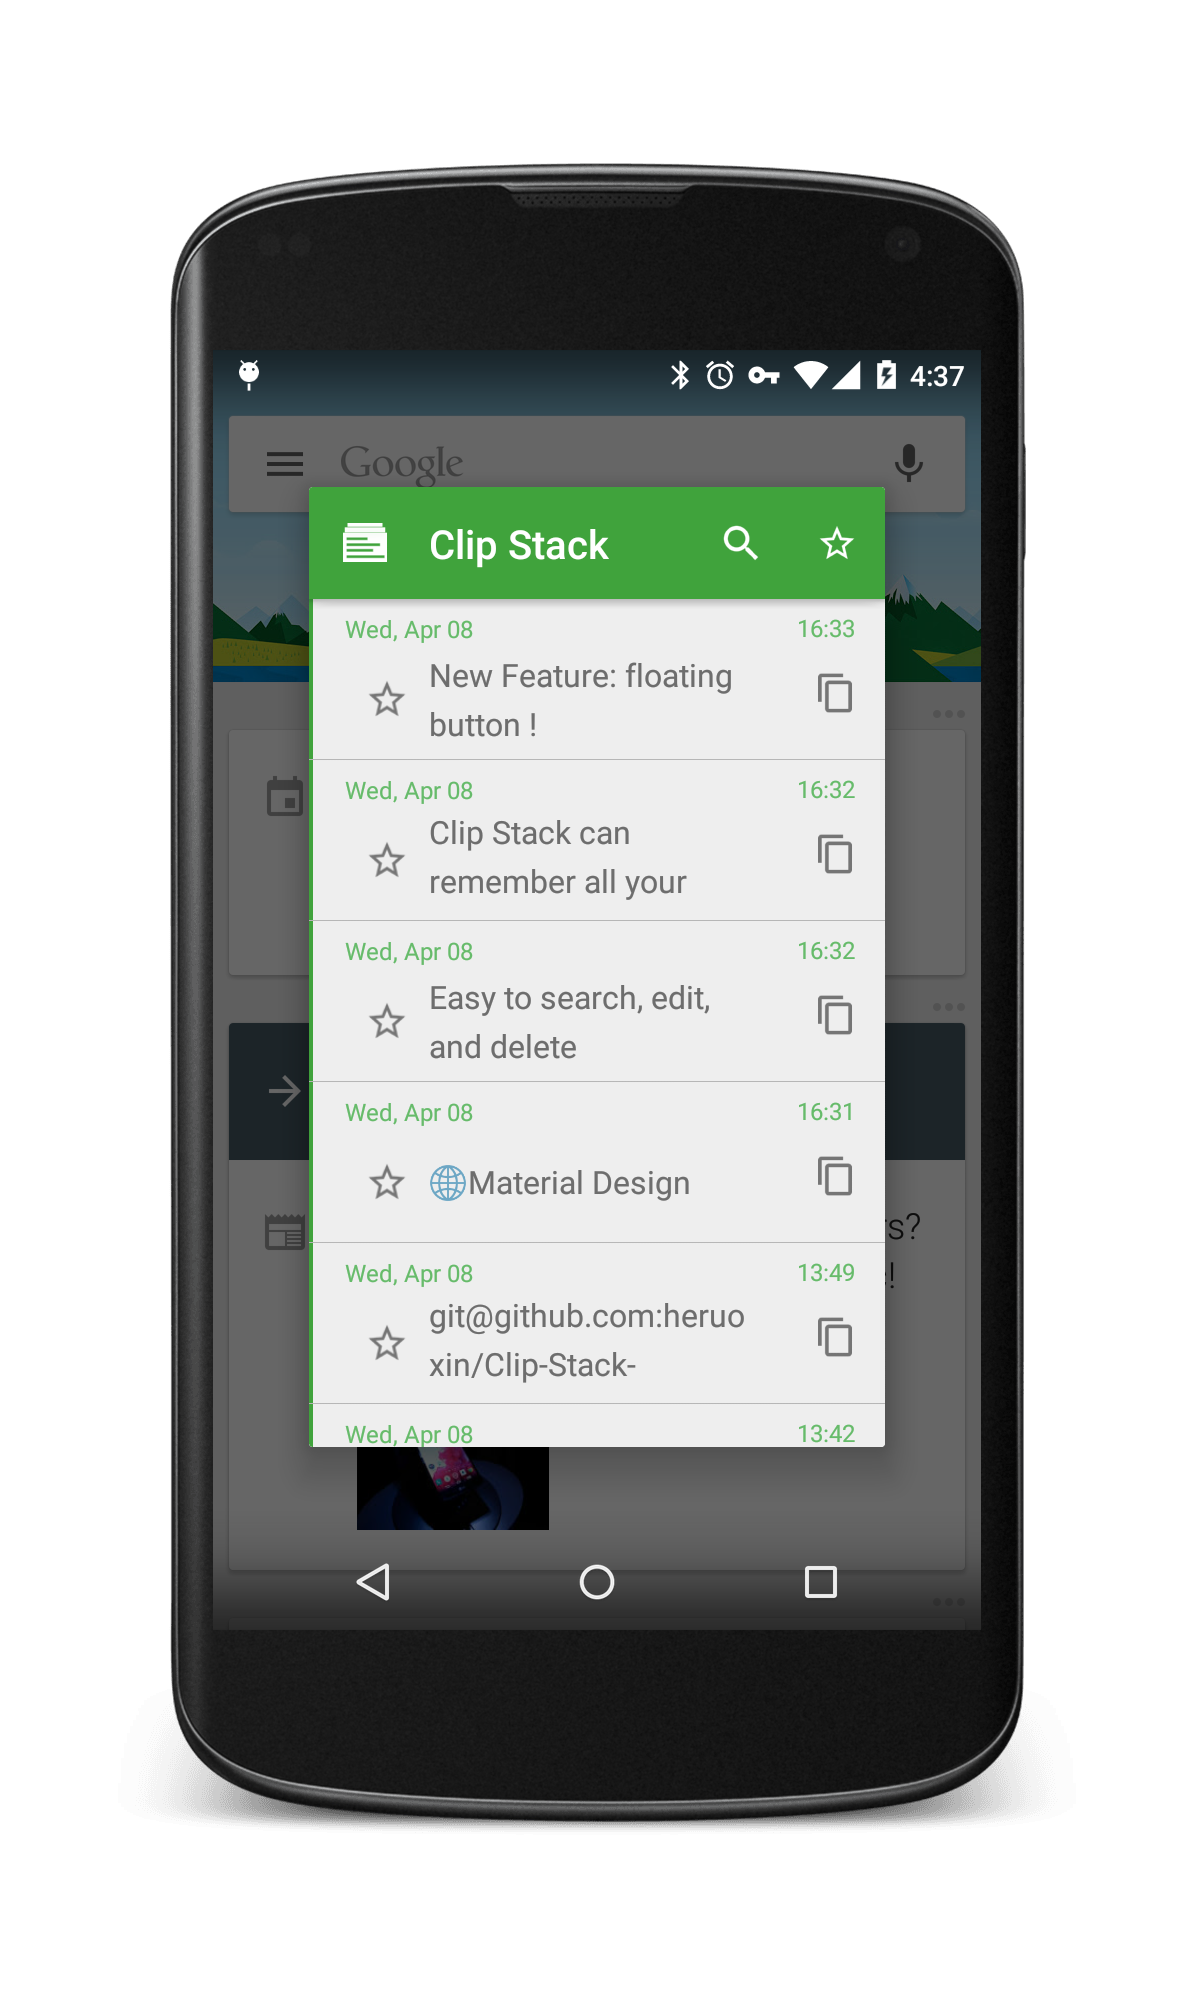 4:37
Google
Clip Stack
Wed, Apr 08 16:33
New Feature: floating
button !
Wed, Apr 08 16:32
Clip Stack can
remember all your
Wed, Apr 08 16:32
Easy to search, edit,
and delete
Wed, Apr 08 16:31
Material Design
Wed, Apr 08 13:49
git@github.com:heruo
xin/Clip-Stack-
Wed, Apr 08 13:42